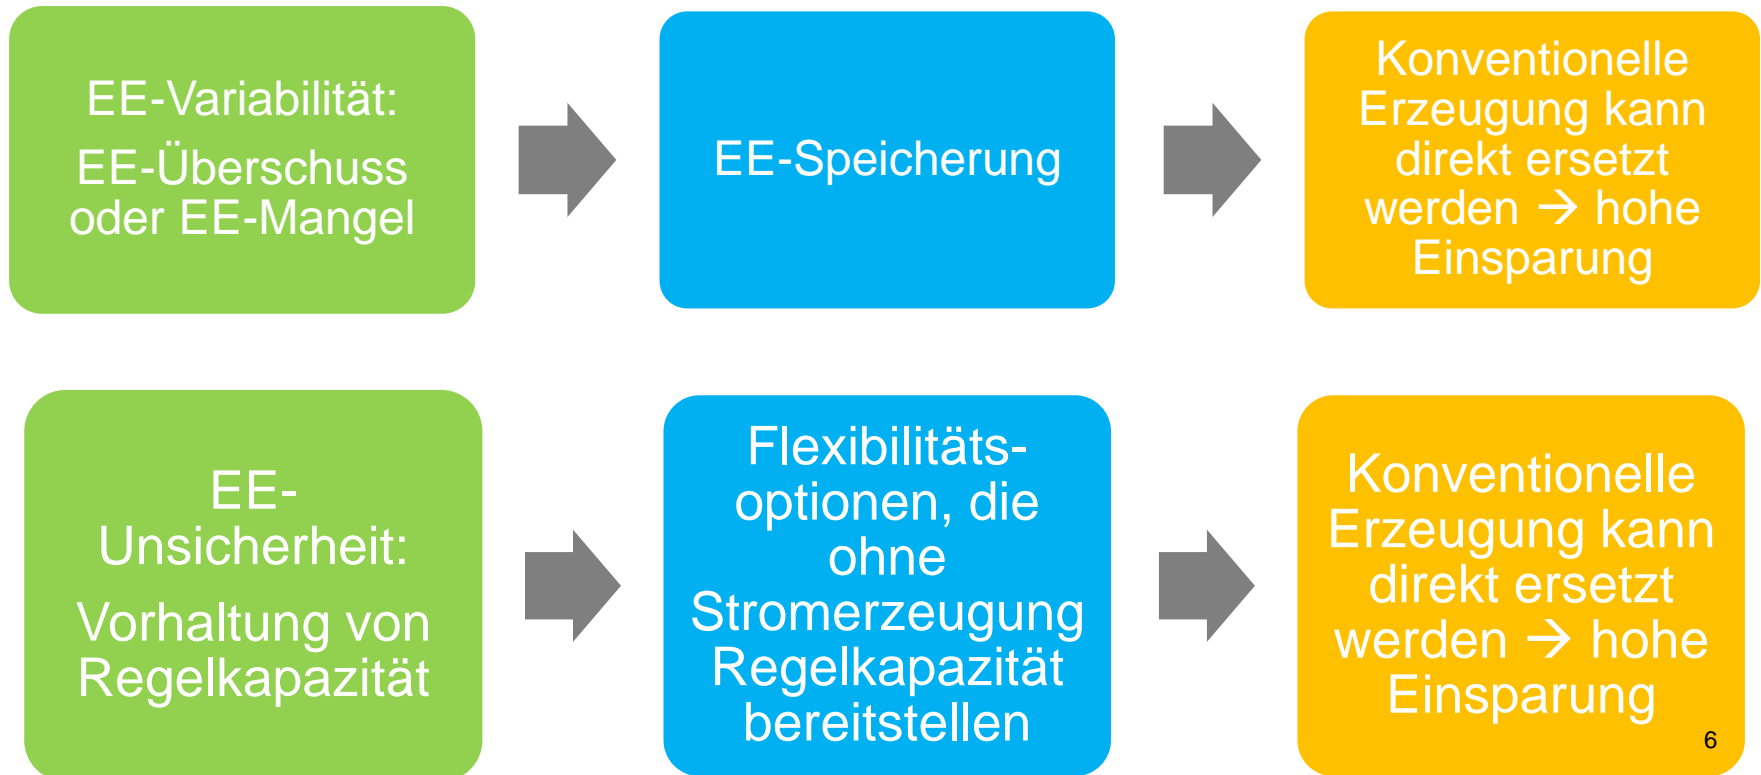 EE-Variabilität:
EE-Überschuss
oder EE-Mangel
EE-Speicherung
Konventionelle
Erzeugung kann
direkt ersetzt
werden → hohe
Einsparung
EE-
Unsicherheit:
Vorhaltung von
Regelkapazität
Flexibilitäts-
optionen, die
ohne
Stromerzeugung
Regelkapazität
bereitstellen
Konventionelle
Erzeugung kann
direkt ersetzt
werden → hohe
Einsparung
6